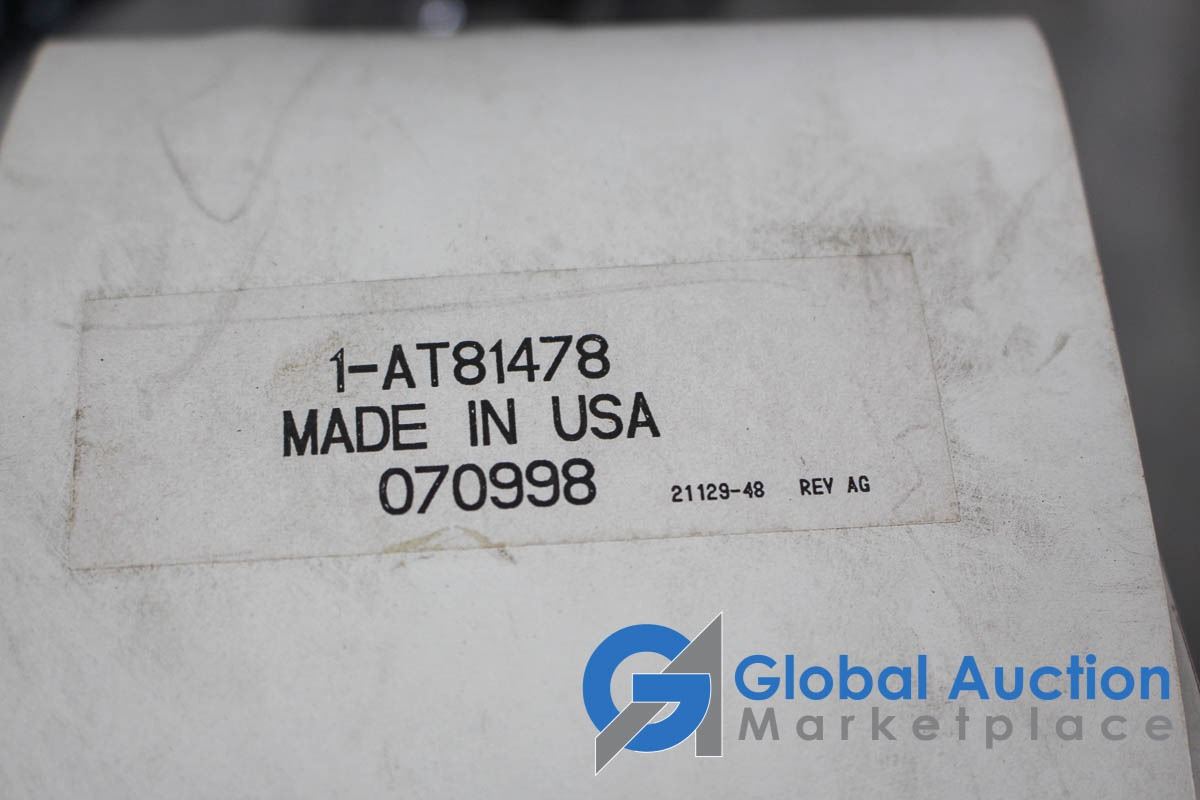 1-AT81478
MADE IN USA
070998
21129-48 REV AG
Global Auction
Marketplace